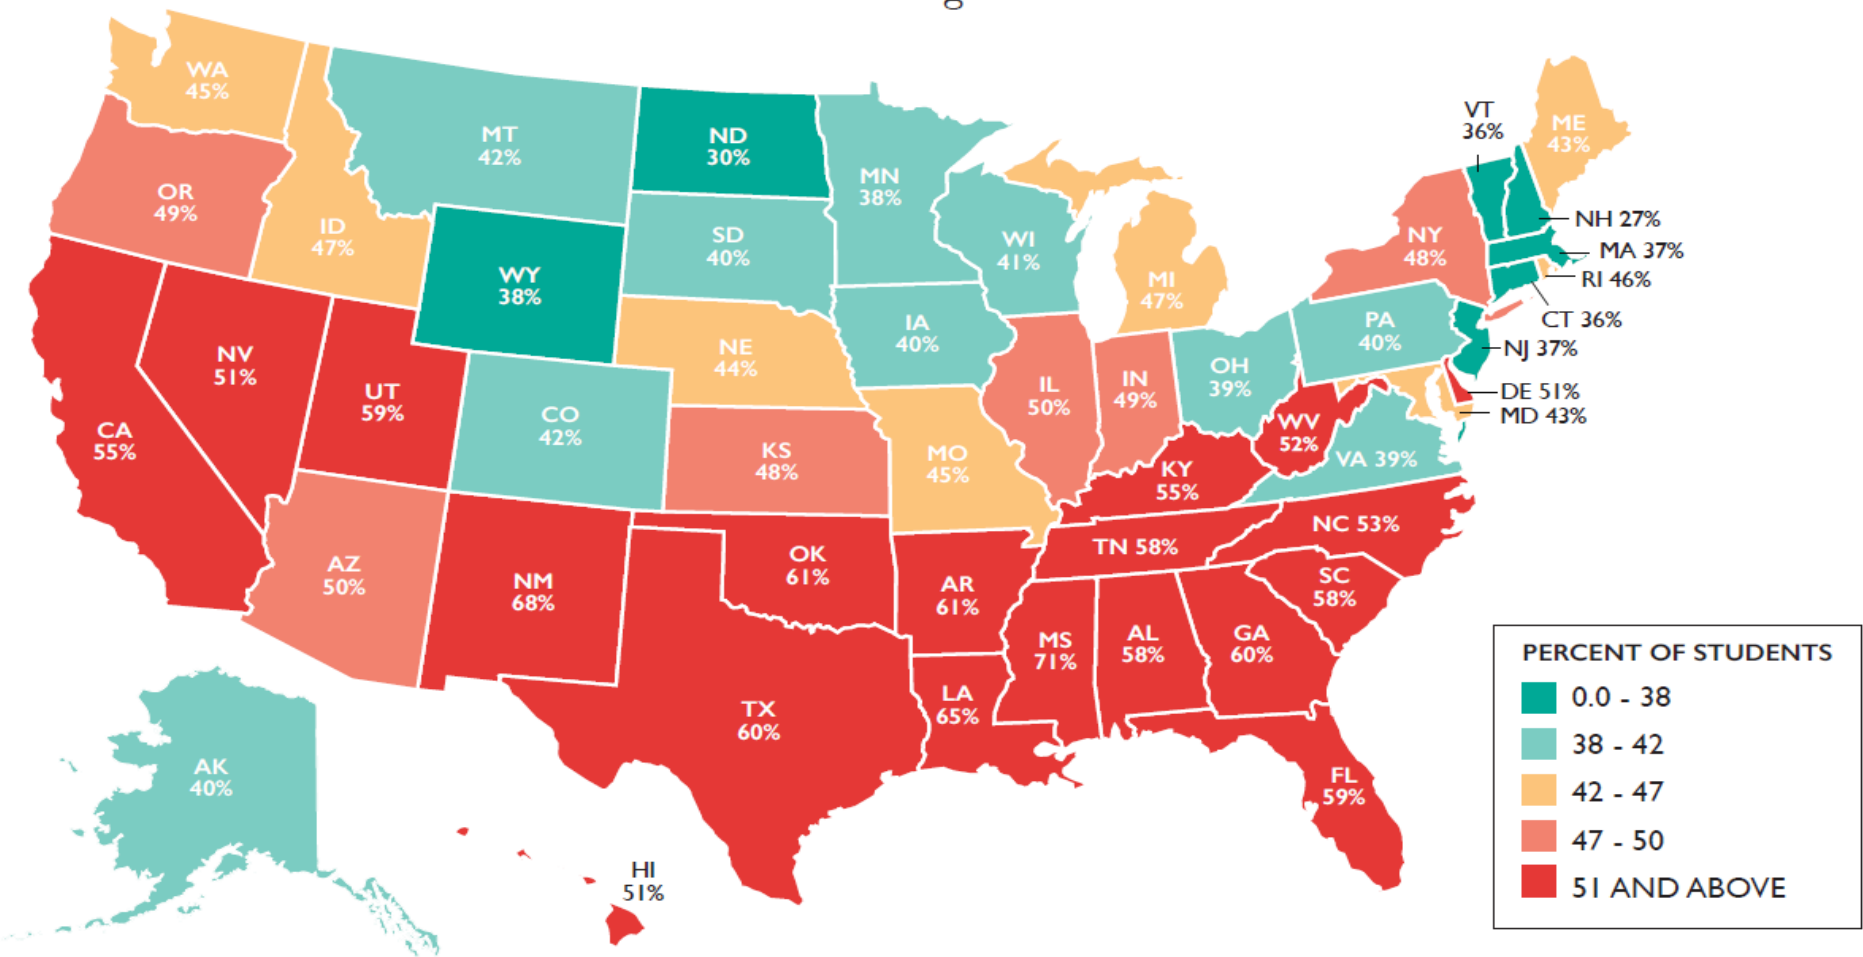 g
WA
45%
MT
42%
ND
30%
MN
38%
VT
36%
ME
43%
OR
49%
ID
47%
SD
40%
WI
41%
MI
47%
NY
48%
NH 27%
MA 37%
RI 46%
CT 36%
NJ 37%
DE 51%
MD 43%
WY
38%
NE
44%
IA
40%
PA
40%
NV
51%
UT
59%
CO
42%
IL
50%
IN
49%
OH
39%
CA
55%
KS
48%
MO
45%
KY
55%
WV
52%
VA 39%
AZ
50%
NM
68%
OK
61%
AR
61%
TN 58%
NC 53%
SC
58%
MS
71%
AL
58%
GA
60%
TX
60%
LA
65%
FL
59%
AK
40%
HI
51%
PERCENT OF STUDENTS
0.0 - 38
38 - 42
42 - 47
47 - 50
51 AND ABOVE